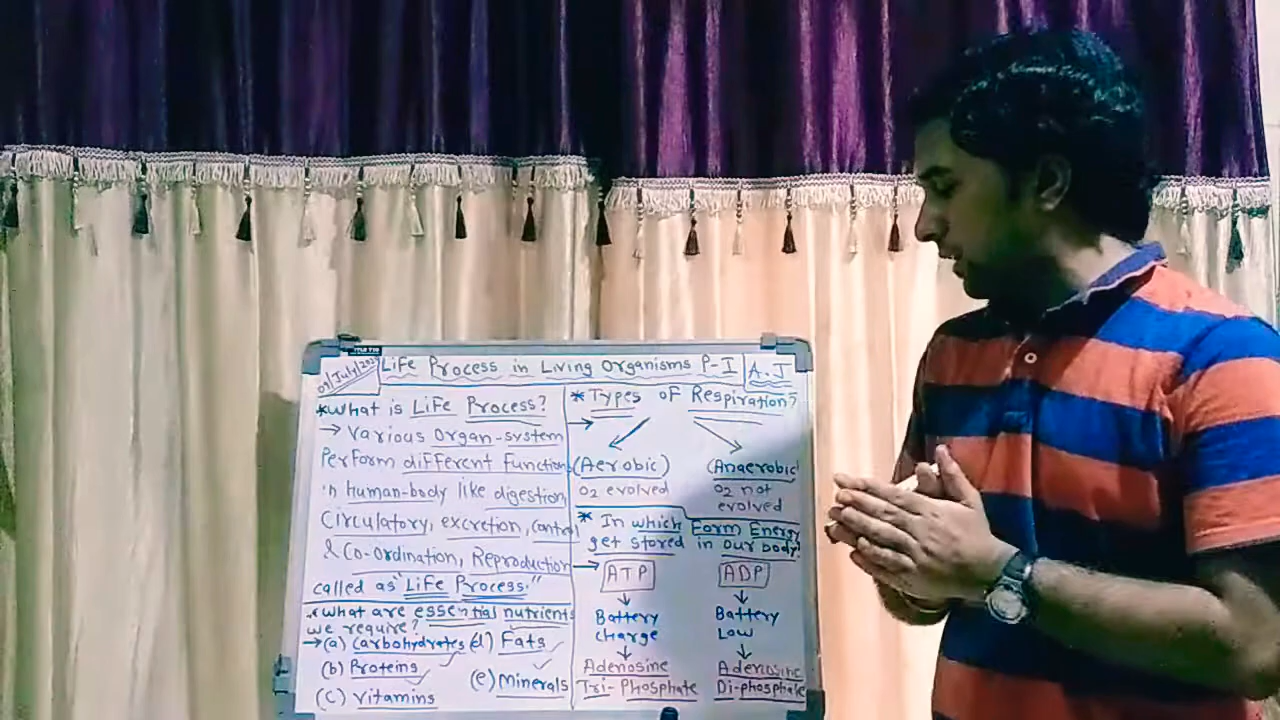 Life Process in Living Organisms P-I
A.J
*What is Life Process?
→ Various organ-system
Perform different Function
in human-body like digestion,
Circulatory, excretion, Control
& Co-ordination, Reproduction
called as "Life Process."
*What are essential nutrients
we require?
→(a) Carbohydrates (d) Fats
(b) Proteins
(e) Minerals
(C) Vitamins
*Types of Respiration?
→
(Aerobic) (Anaerobic)
O2 evolved O2 not
evolved
* In which Form Energy
get stored in our body?
→ ATP ADP
Battery Battery
Charge Low
Adenosine Adenosine
Tri-Phosphate Di-phosphate